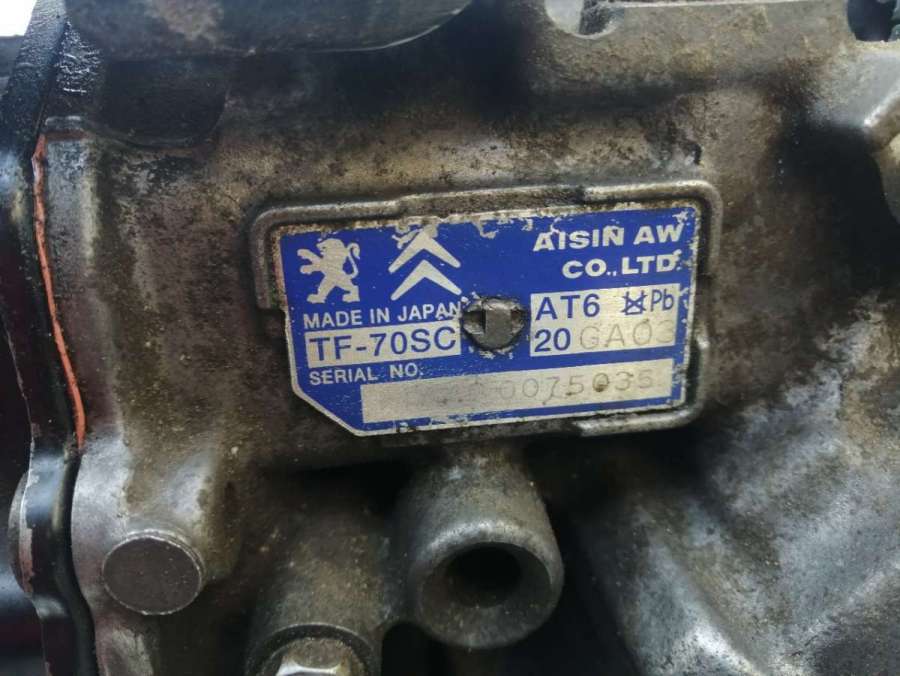 AISIN AW
CO.,LTD.
MADE IN JAPAN
AT6 Pb
TF-70SC
20 GA03
SERIAL NO.
0075035